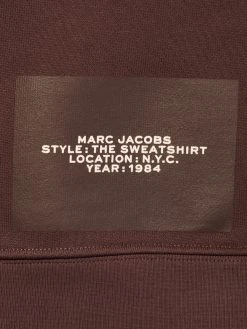 MARC JACOBS
STYLE: THE SWEATSHIRT
LOCATION: N.Y.C.
YEAR: 1984